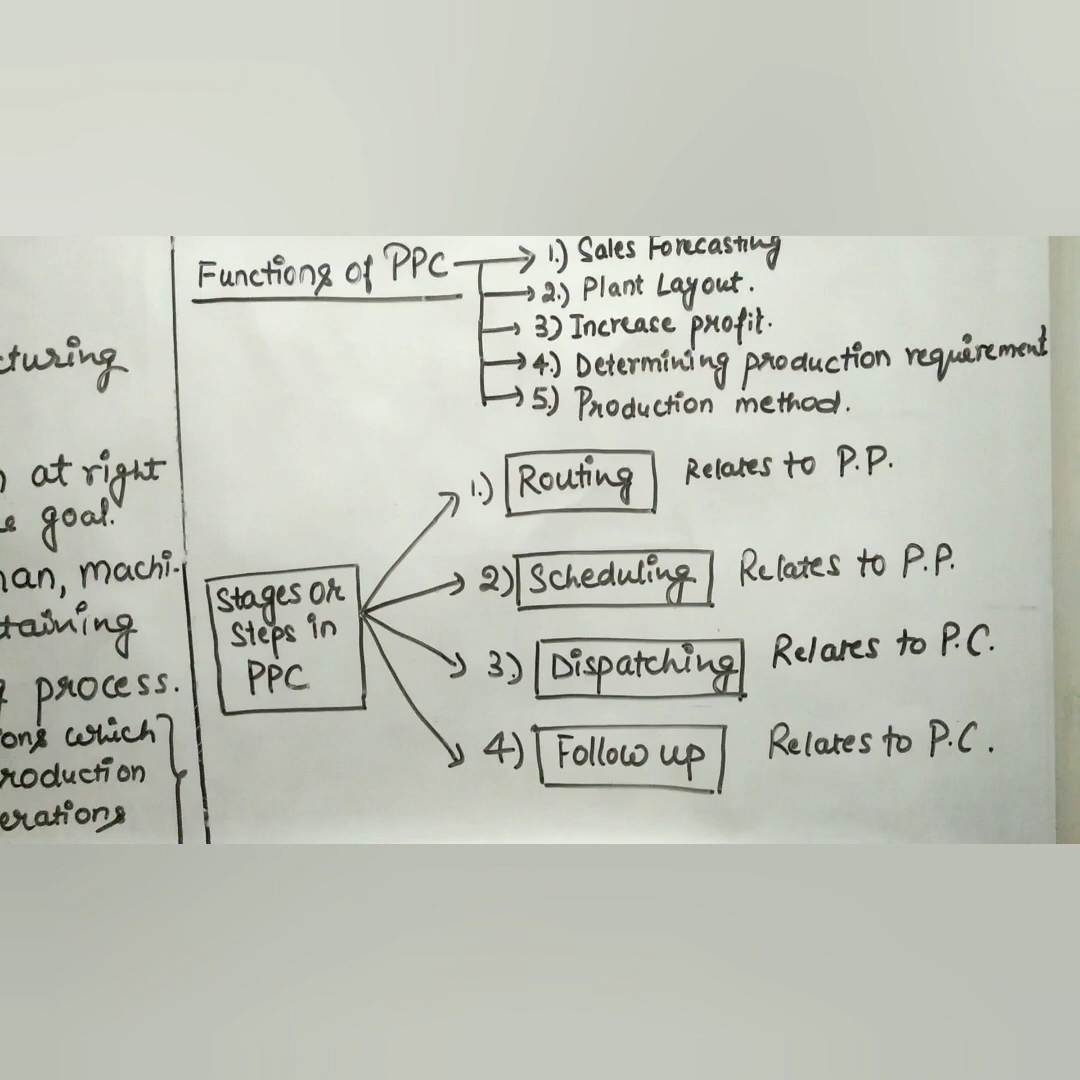 cturing
at right
goal.
man, machi-
taining
process.
ons which
roduction
erations
Functions of PPC
1.) Sales Forecasting
2.) Plant Layout.
3) Increase profit.
4.) Determining production requirement
5.) Production method.
Stages or
Steps in
PPC
1.) Routing Relates to P.P.
2) Scheduling Relates to P.P.
3.) Dispatching Relates to P.C.
4) Follow up Relates to P.C.